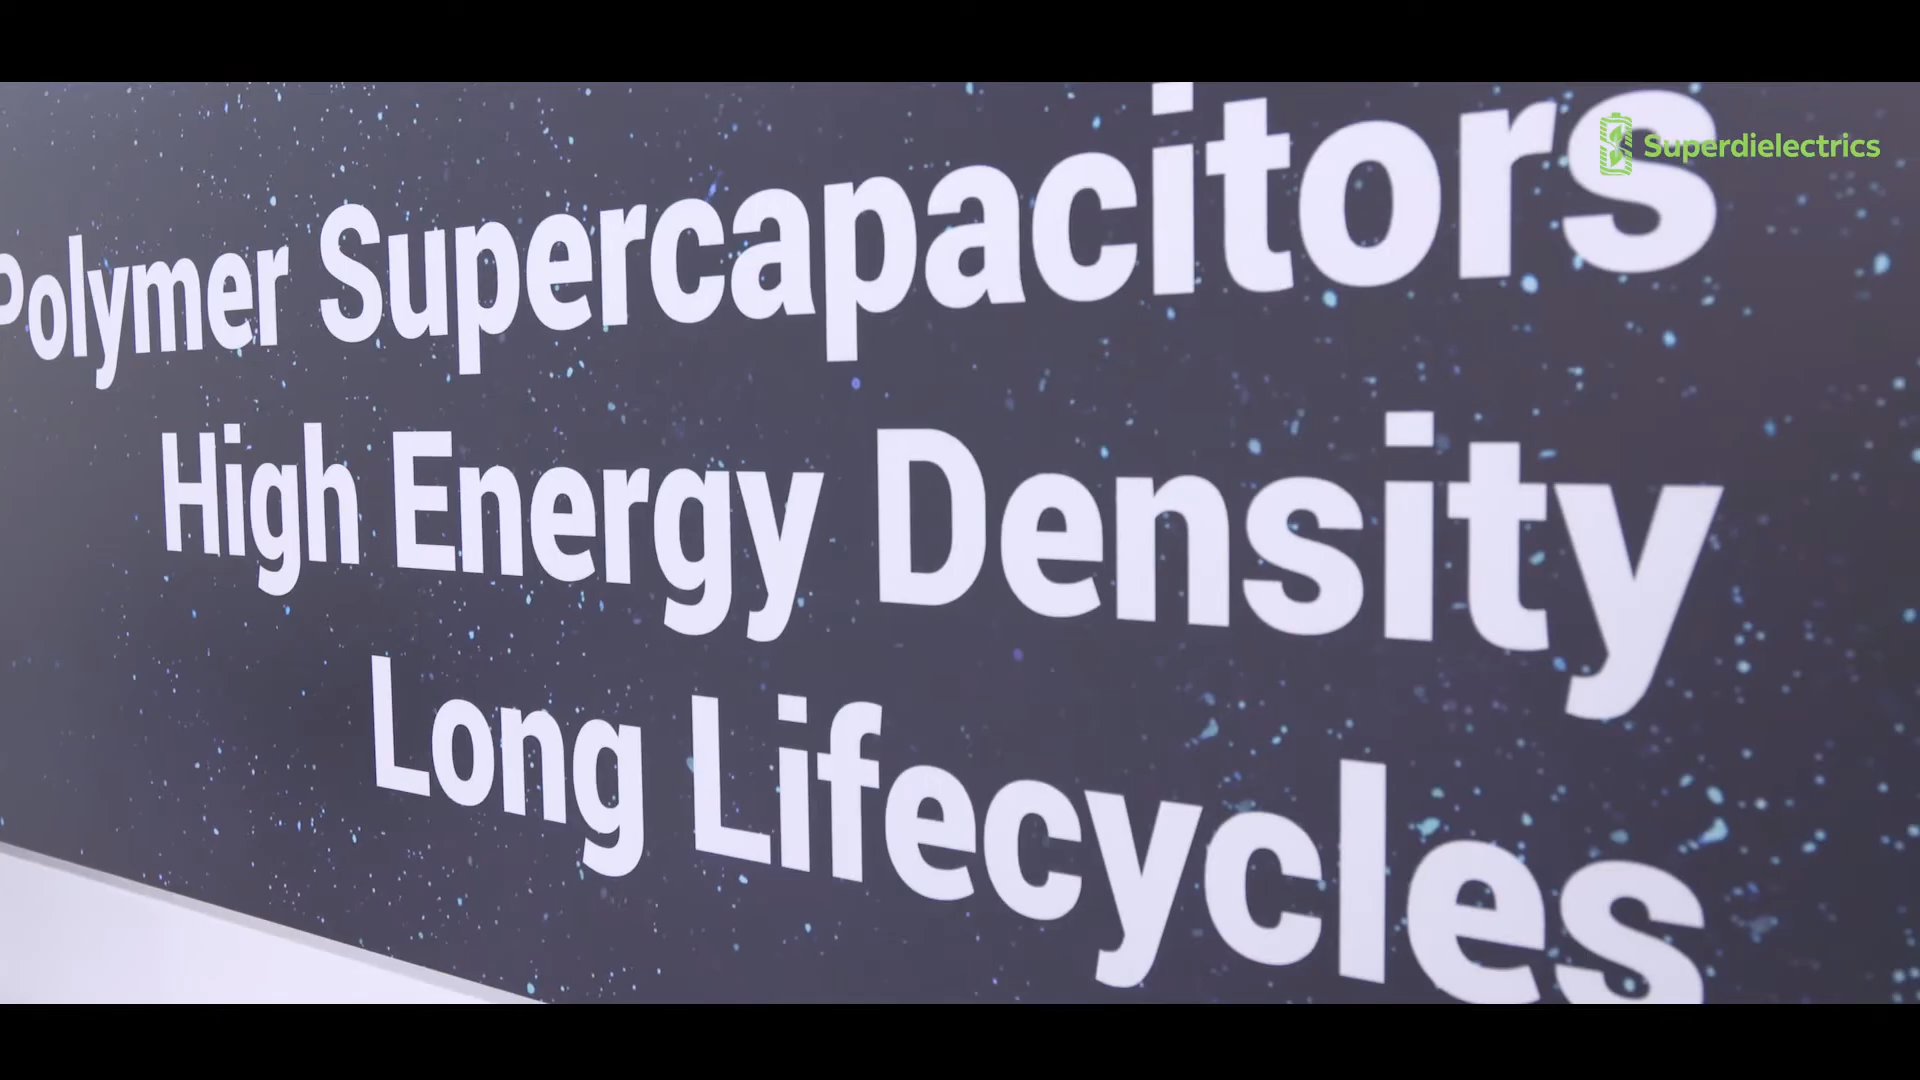 Superdielectrics
Polymer Supercapacitors
High Energy Density
Long Lifecycles